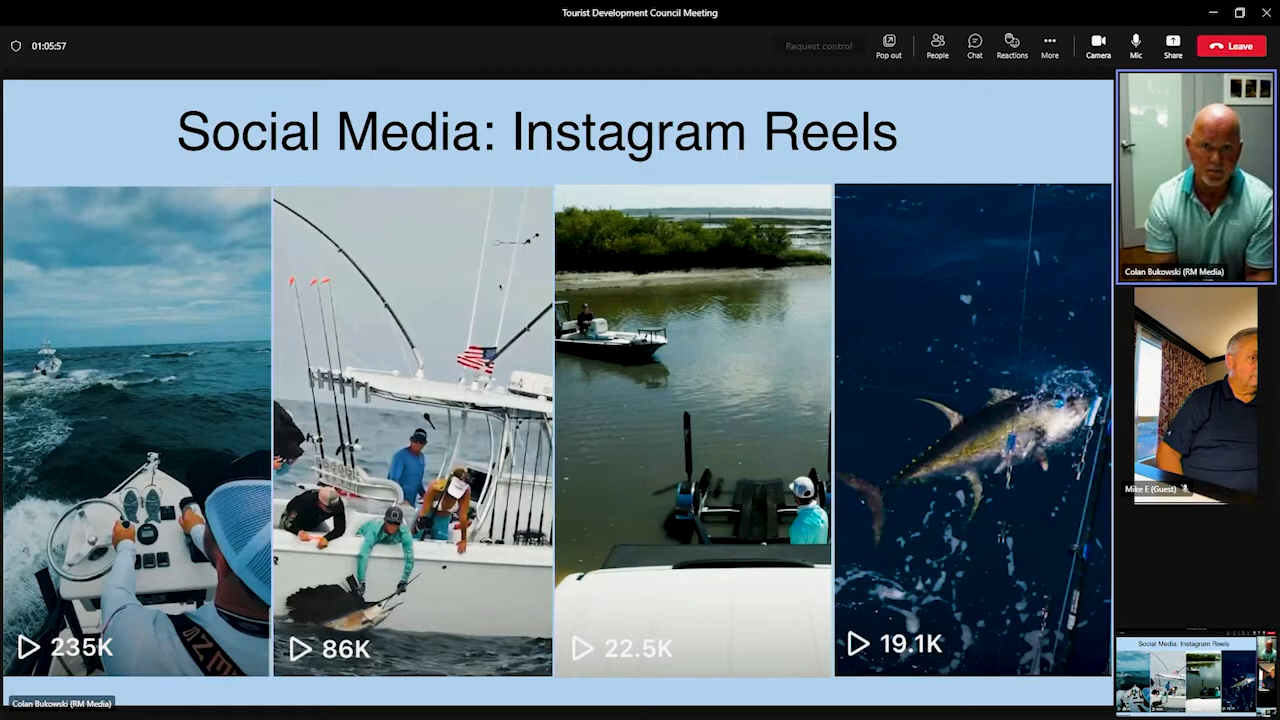 Tourist Development Council Meeting
01:05:57
Request control
Pop out
People
Chat
Reactions
More
Camera
Mic
Share
Leave
Social Media: Instagram Reels
235K
86K
22.5K
19.1K
Colan Bukowski (RM Media)
Mike E (Guest)
Social Media: Instagram Reels
Colan Bukowski (RM Media)